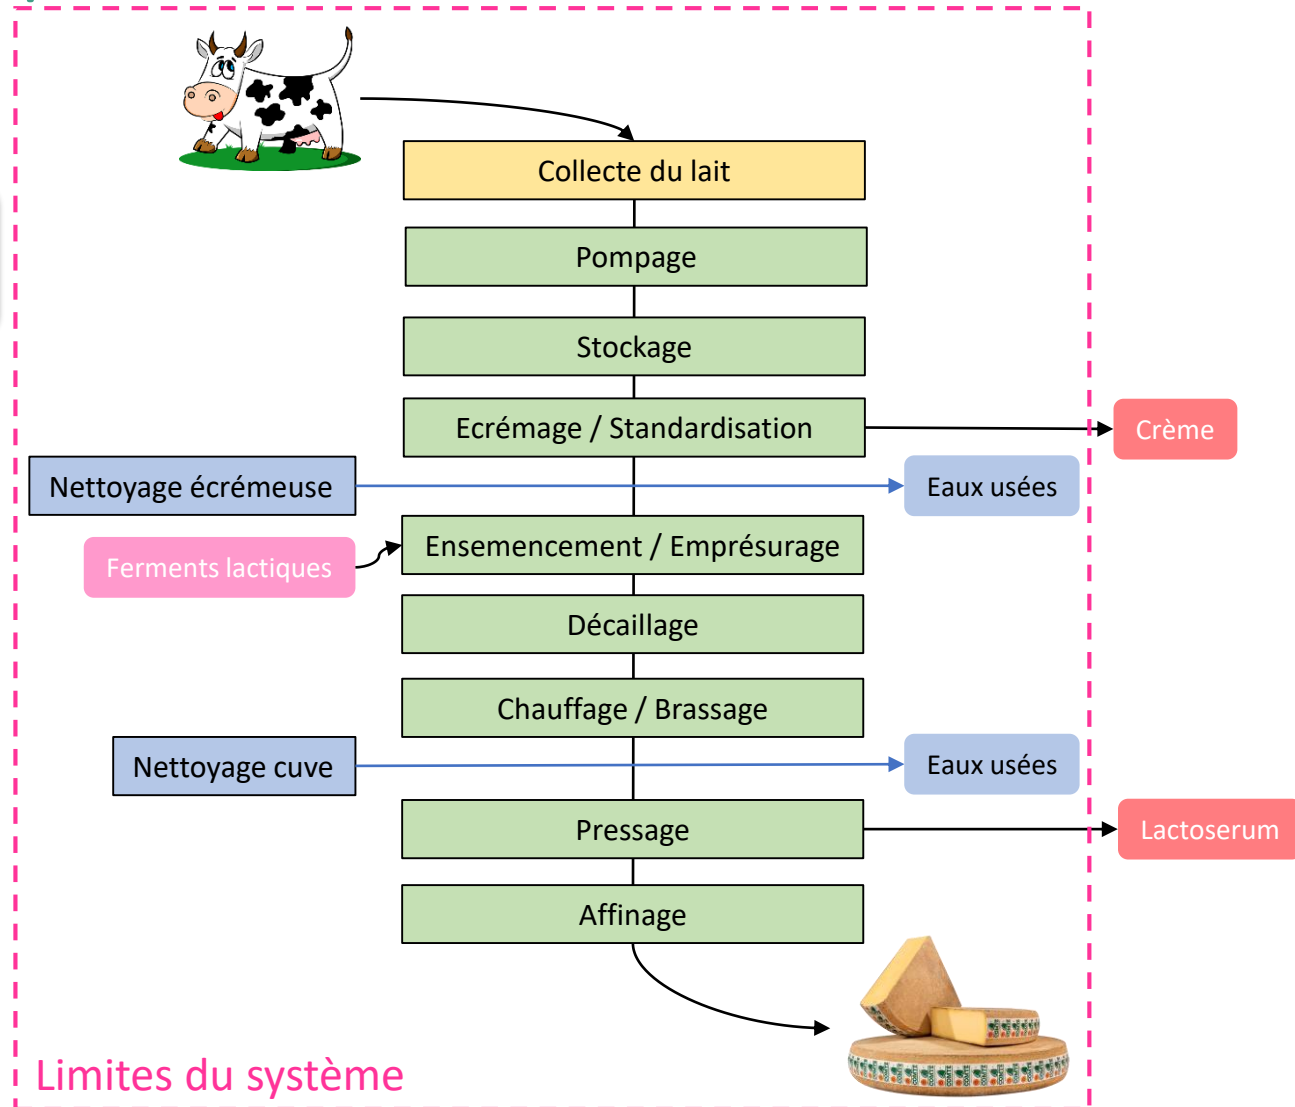 Collecte du lait
Pompage
Stockage
Ecrémage / Standardisation
Crème
Nettoyage écrémeuse
Eaux usées
Ensemencement / Emprésurage
Ferments lactiques
Décaillage
Chauffage / Brassage
Nettoyage cuve
Eaux usées
Pressage
Lactoserum
Affinage
COMTÉ
Limites du système